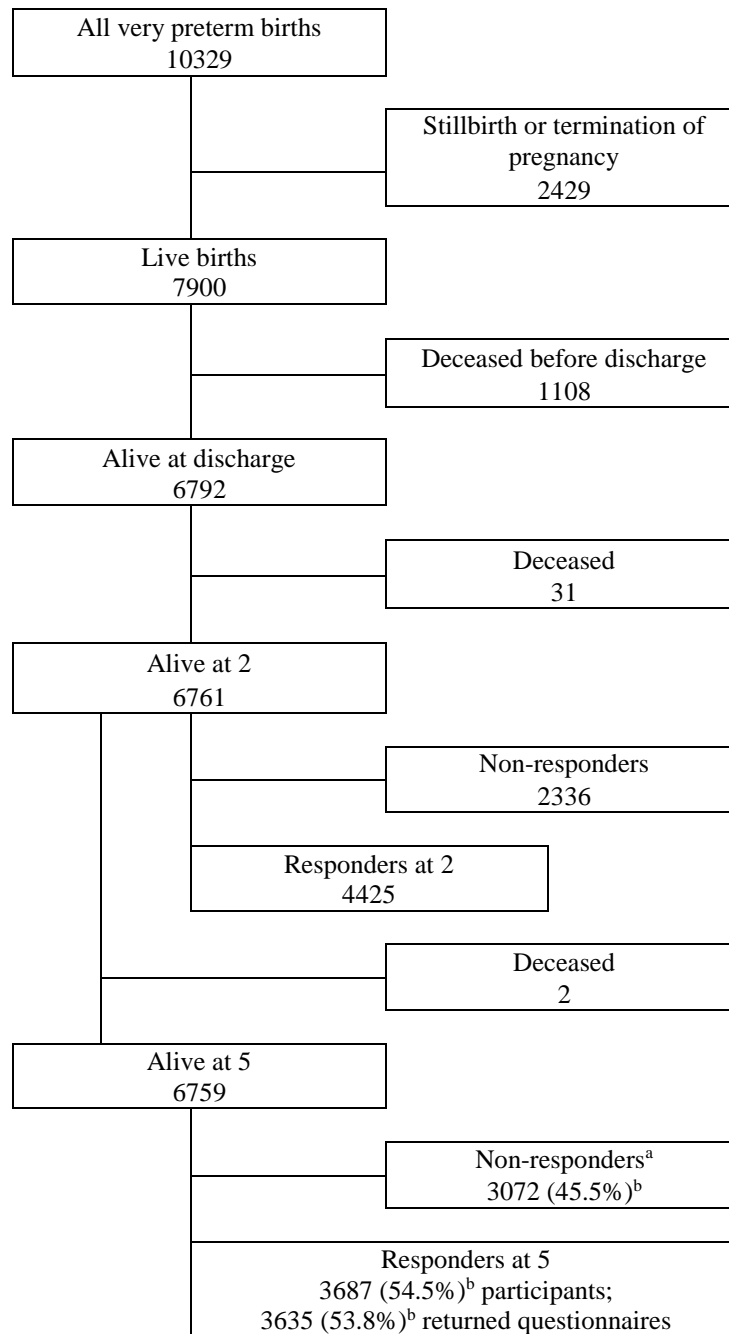 All very preterm births
10329
Stillbirth or termination of
pregnancy
2429
Live births
7900
Deceased before discharge
1108
Alive at discharge
6792
Deceased
31
Alive at 2
6761
Non-responders
2336
Responders at 2
4425
Deceased
2
Alive at 5
6759
Non-respondersᵃ
3072 (45.5%)ᵇ
Responders at 5
3687 (54.5%)ᵇ participants;
3635 (53.8%)ᵇ returned questionnaires